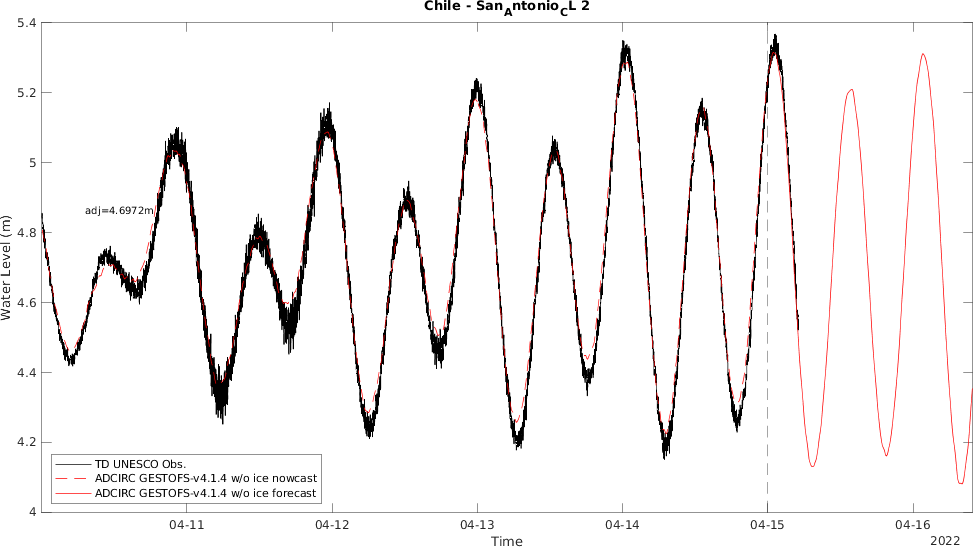 Chile - SanAntonioCL 2
5.4
5.2
5
4.8
4.6
4.4
4.2
4
Water Level (m)
adj=4.6972m
TD UNESCO Obs.
ADCIRC GESTOFS-v4.1.4 w/o ice nowcast
ADCIRC GESTOFS-v4.1.4 w/o ice forecast
04-11 04-12 04-13 04-14 04-15 04-16
Time
2022